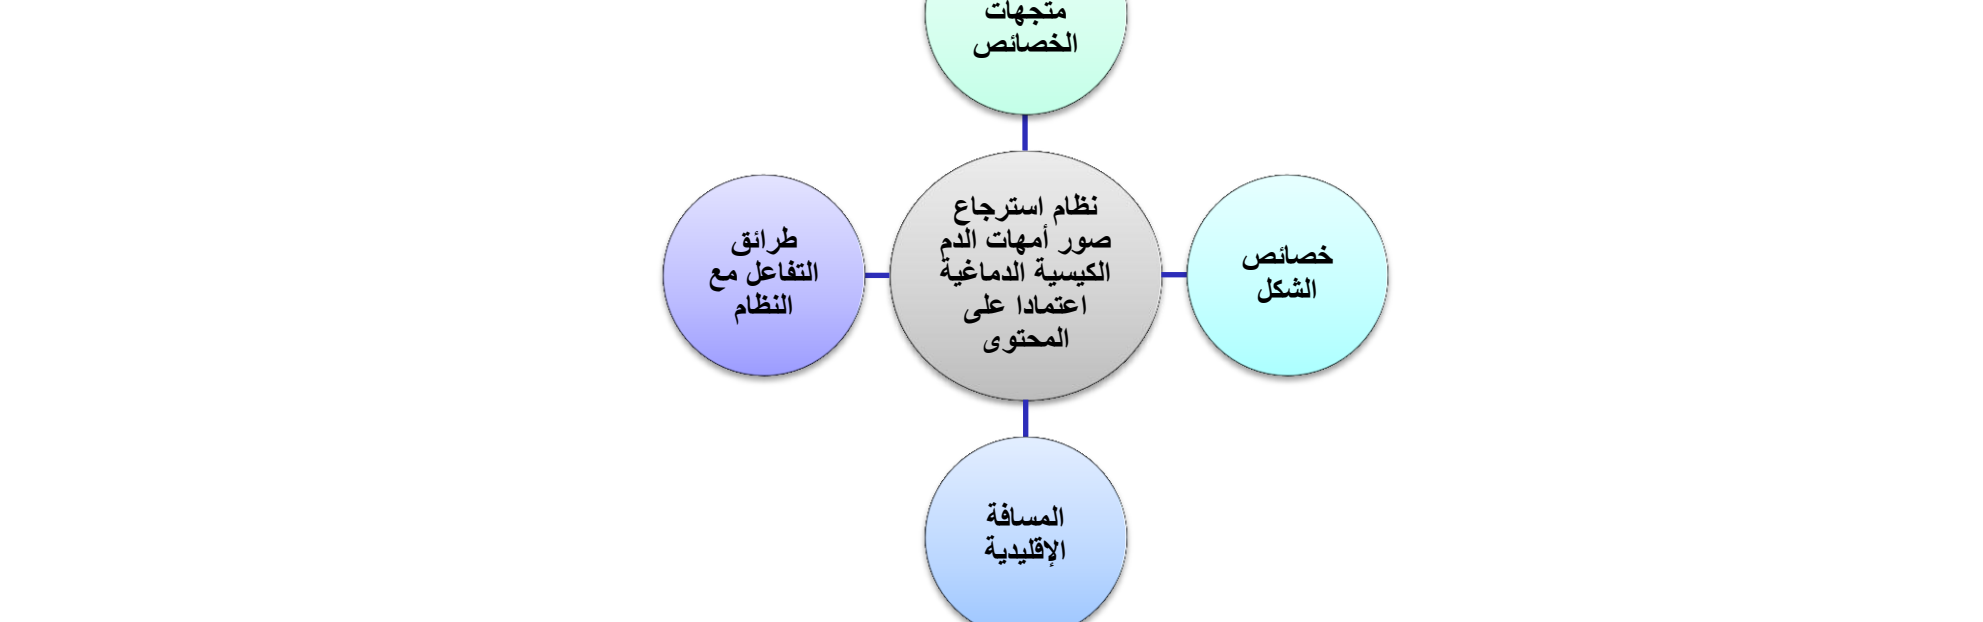 متجهات
الخصائص
نظام استرجاع
صور أمهات الدم
الكيسية الدماغية
اعتمادا على
المحتوى
خصائص
الشكل
طرائق
التفاعل مع
النظام
المسافة
الإقليدية